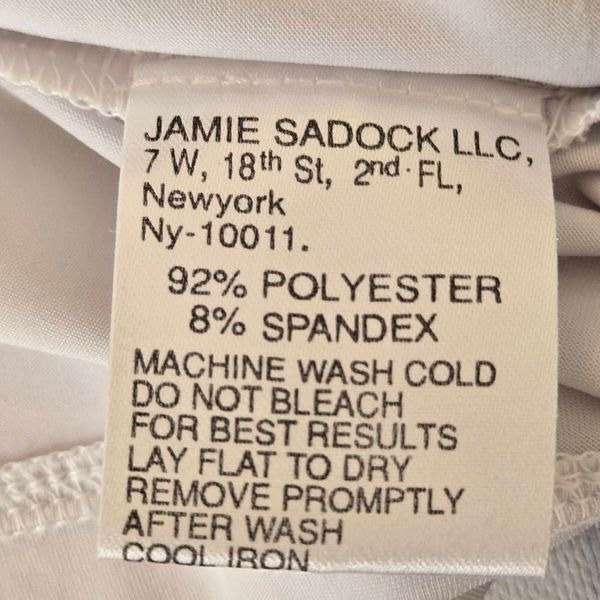 JAMIE SADOCK LLC,
7 W, 18th St, 2nd. FL,
Newyork
Ny-10011.
92% POLYESTER
8% SPANDEX
MACHINE WASH COLD
DO NOT BLEACH
FOR BEST RESULTS
LAY FLAT TO DRY
REMOVE PROMPTLY
AFTER WASH
COOL IRON